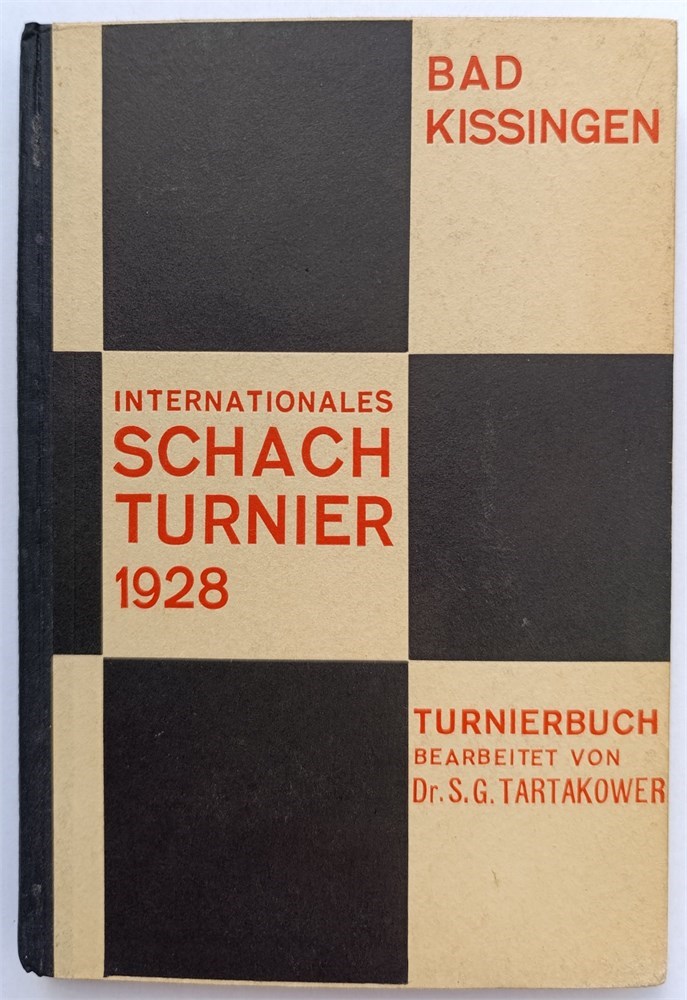 BAD
KISSINGEN
INTERNATIONALES
SCHACH
TURNIER
1928
TURNIERBUCH
BEARBEITET VON
Dr. S. G. TARTAKOWER